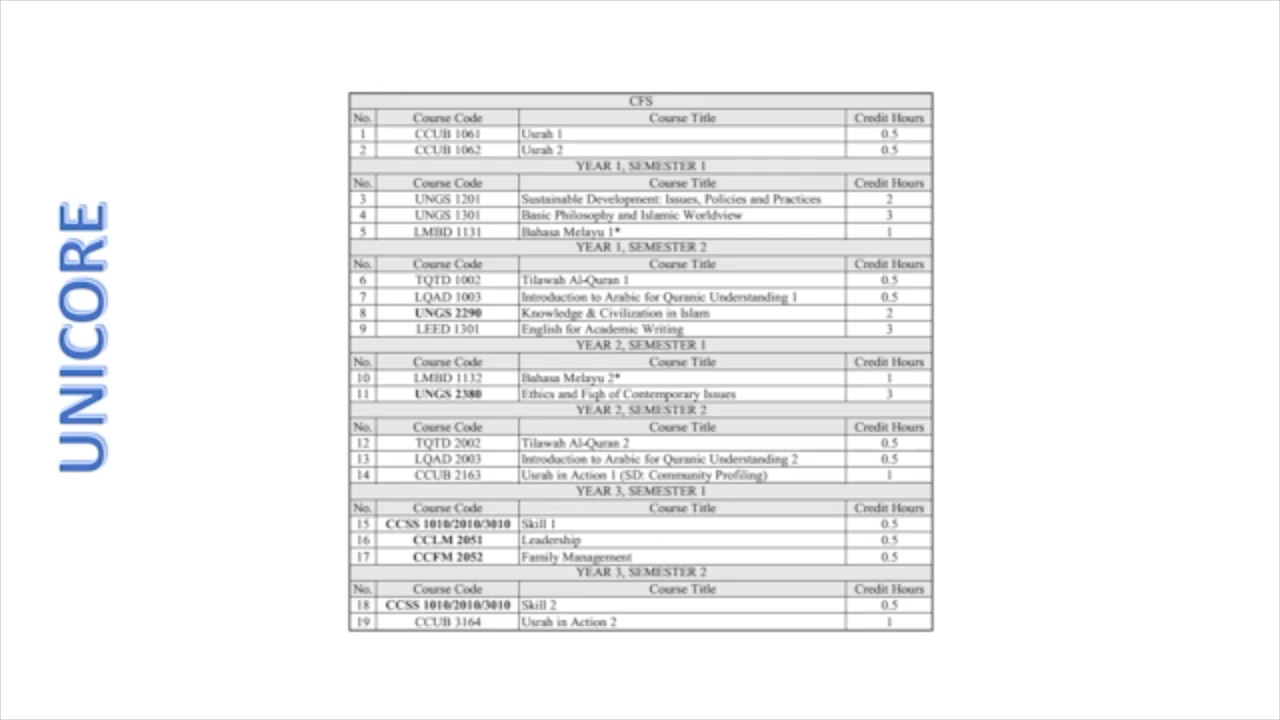 UNICORE
CFS
No. Course Code Course Title Credit Hours
1 CCUB 1061 Usrah 1 0.5
2 CCUB 1062 Usrah 2 0.5
YEAR 1, SEMESTER 1
No. Course Code Course Title Credit Hours
3 UNGS 1201 Sustainable Development: Issues, Policies and Practices 2
4 UNGS 1301 Basic Philosophy and Islamic Worldview 3
5 LMBD 1131 Bahasa Melayu 1* 1
YEAR 1, SEMESTER 2
No. Course Code Course Title Credit Hours
6 TQTD 1002 Tilawah Al-Quran 1 0.5
7 LQAD 1003 Introduction to Arabic for Quranic Understanding 1 0.5
8 UNGS 2290 Knowledge & Civilization in Islam 2
9 LEED 1301 English for Academic Writing 3
YEAR 2, SEMESTER 1
No. Course Code Course Title Credit Hours
10 LMBD 1132 Bahasa Melayu 2* 1
11 UNGS 2380 Ethics and Fiqh of Contemporary Issues 3
YEAR 2, SEMESTER 2
No. Course Code Course Title Credit Hours
12 TQTD 2002 Tilawah Al-Quran 2 0.5
13 LQAD 2003 Introduction to Arabic for Quranic Understanding 2 0.5
14 CCUB 2163 Usrah in Action 1 (SD: Community Profiling) 1
YEAR 3, SEMESTER 1
No. Course Code Course Title Credit Hours
15 CCSS 1010/2010/3010 Skill 1 0.5
16 CCLM 2051 Leadership 0.5
17 CCFM 2052 Family Management 0.5
YEAR 3, SEMESTER 2
No. Course Code Course Title Credit Hours
18 CCSS 1010/2010/3010 Skill 2 0.5
19 CCUB 3164 Usrah in Action 2 1